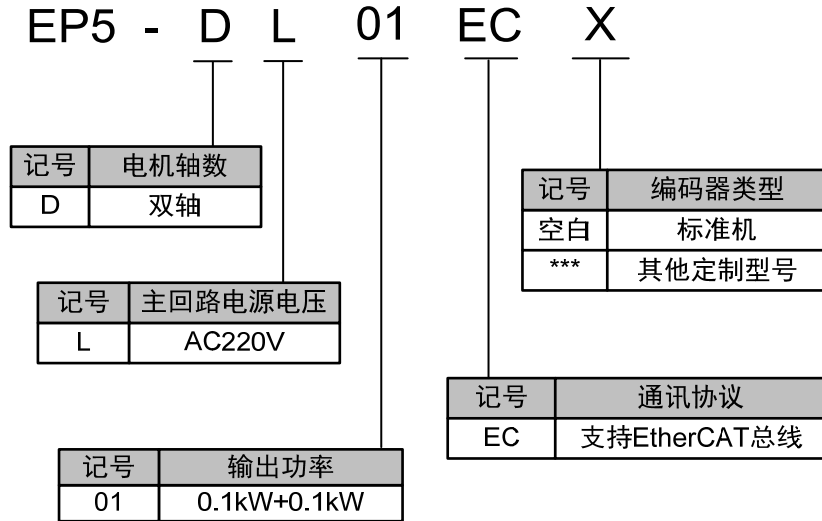 EP5 - D L 01 EC X
记号 电机轴数
D 双轴
记号 编码器类型
空白 标准机
*** 其他定制型号
记号 主回路电源电压
L AC220V
记号 通讯协议
EC 支持EtherCAT总线
记号 输出功率
01 0.1kW+0.1kW